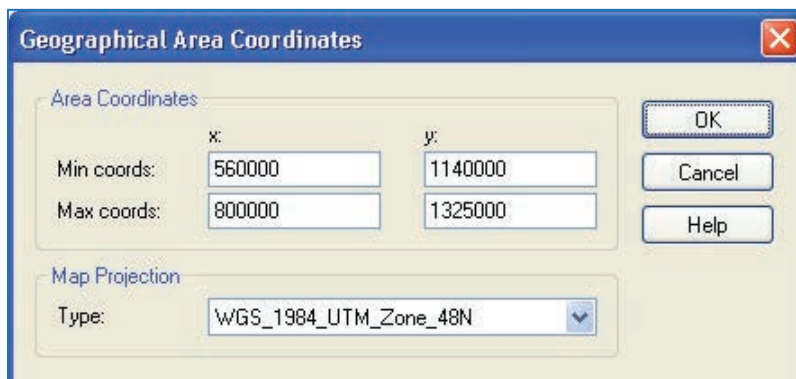 Geographical Area Coordinates
Area Coordinates
x: y:
Min coords: 560000 1140000
Max coords: 800000 1325000
OK
Cancel
Help
Map Projection
Type: WGS_1984_UTM_Zone_48N